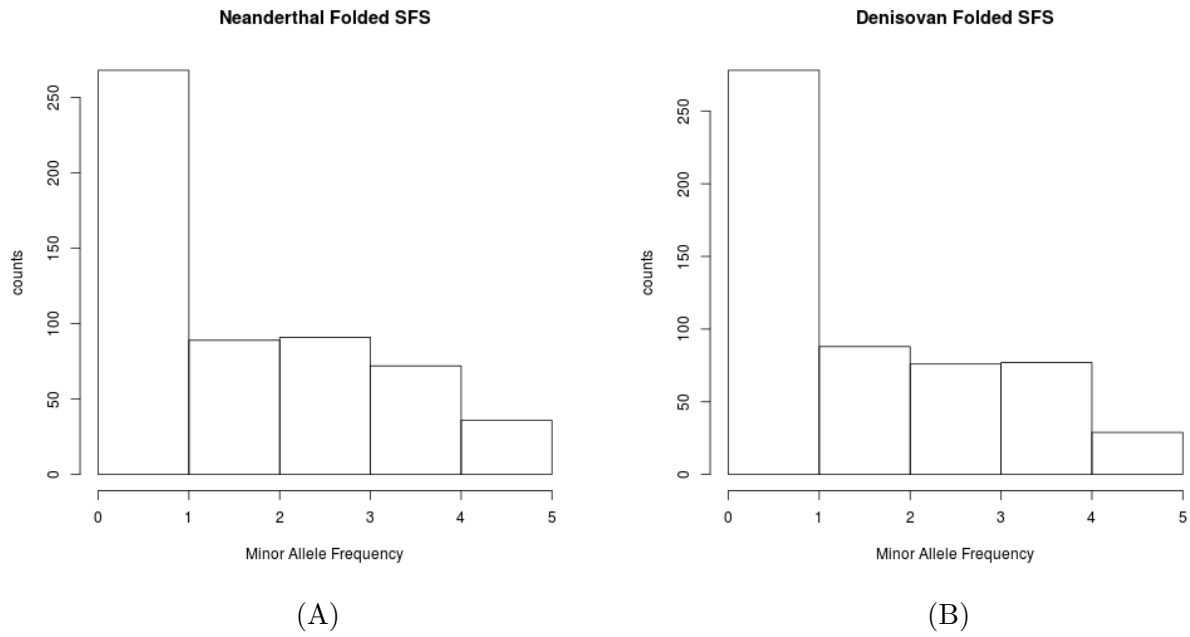 Neanderthal Folded SFS
counts
0 50 100 150 200 250
0 1 2 3 4 5
Minor Allele Frequency
(A)
Denisovan Folded SFS
counts
0 50 100 150 200 250
0 1 2 3 4 5
Minor Allele Frequency
(B)